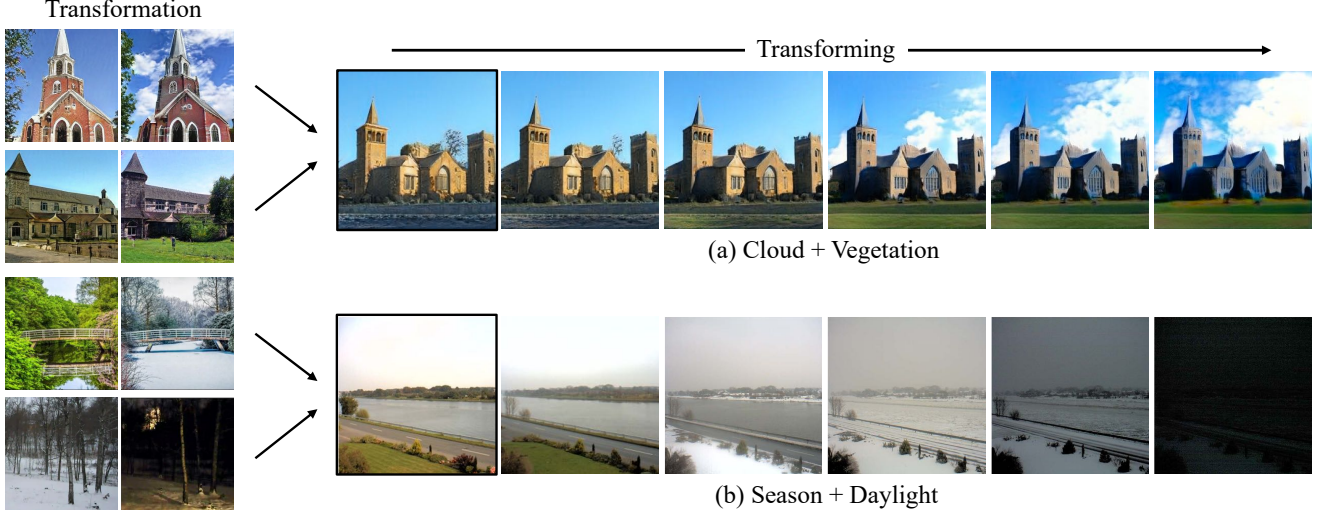 Transformation
Transforming
(a) Cloud + Vegetation
(b) Season + Daylight